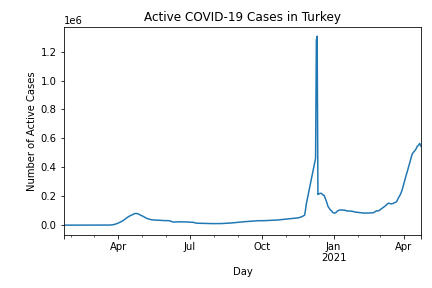 Active COVID-19 Cases in Turkey
1e6
1.2
1.0
0.8
0.6
0.4
0.2
0.0
Number of Active Cases
Apr Jul Oct Jan Apr
2021
Day